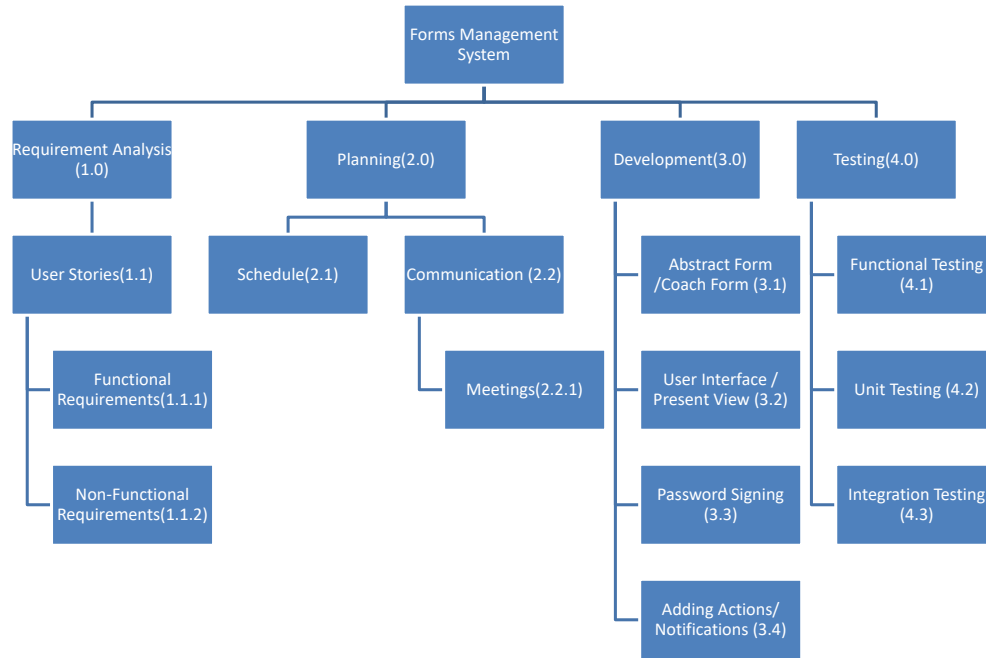 Forms Management
System
Requirement Analysis
(1.0)
Planning(2.0)
Development(3.0)
Testing(4.0)
User Stories(1.1)
Schedule(2.1)
Communication (2.2)
Abstract Form
/Coach Form (3.1)
Functional Testing
(4.1)
Functional
Requirements(1.1.1)
Meetings(2.2.1)
User Interface /
Present View (3.2)
Unit Testing (4.2)
Non-Functional
Requirements(1.1.2)
Password Signing
(3.3)
Integration Testing
(4.3)
Adding Actions/
Notifications (3.4)